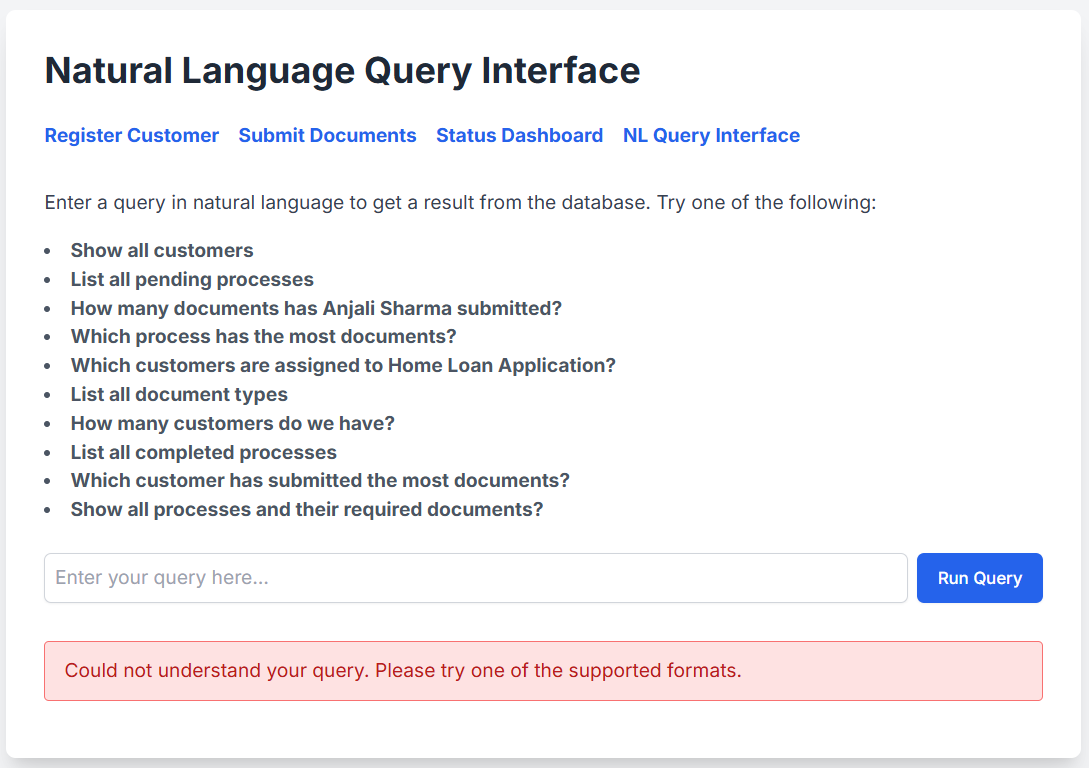 Natural Language Query Interface
Register Customer Submit Documents Status Dashboard NL Query Interface
Enter a query in natural language to get a result from the database. Try one of the following:
• Show all customers
• List all pending processes
• How many documents has Anjali Sharma submitted?
• Which process has the most documents?
• Which customers are assigned to Home Loan Application?
• List all document types
• How many customers do we have?
• List all completed processes
• Which customer has submitted the most documents?
• Show all processes and their required documents?
Enter your query here... Run Query
Could not understand your query. Please try one of the supported formats.